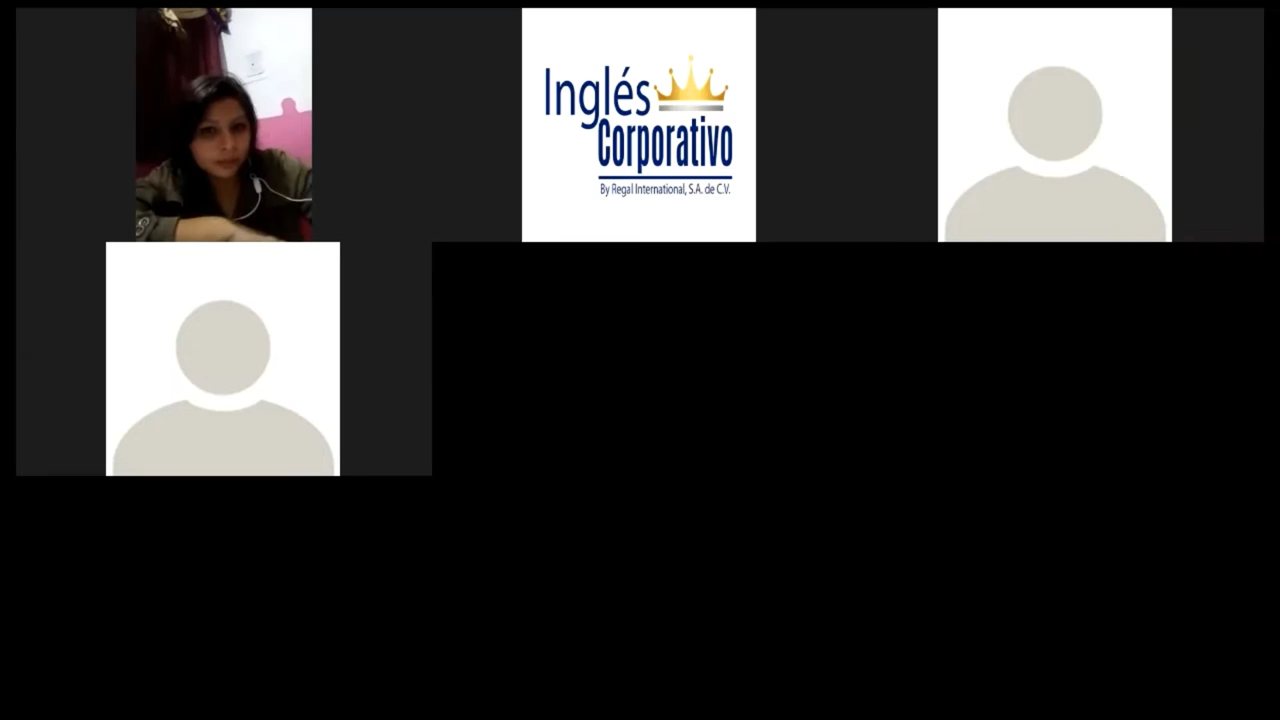 Inglés
Corporativo
By Regal International, S.A. de C.V.